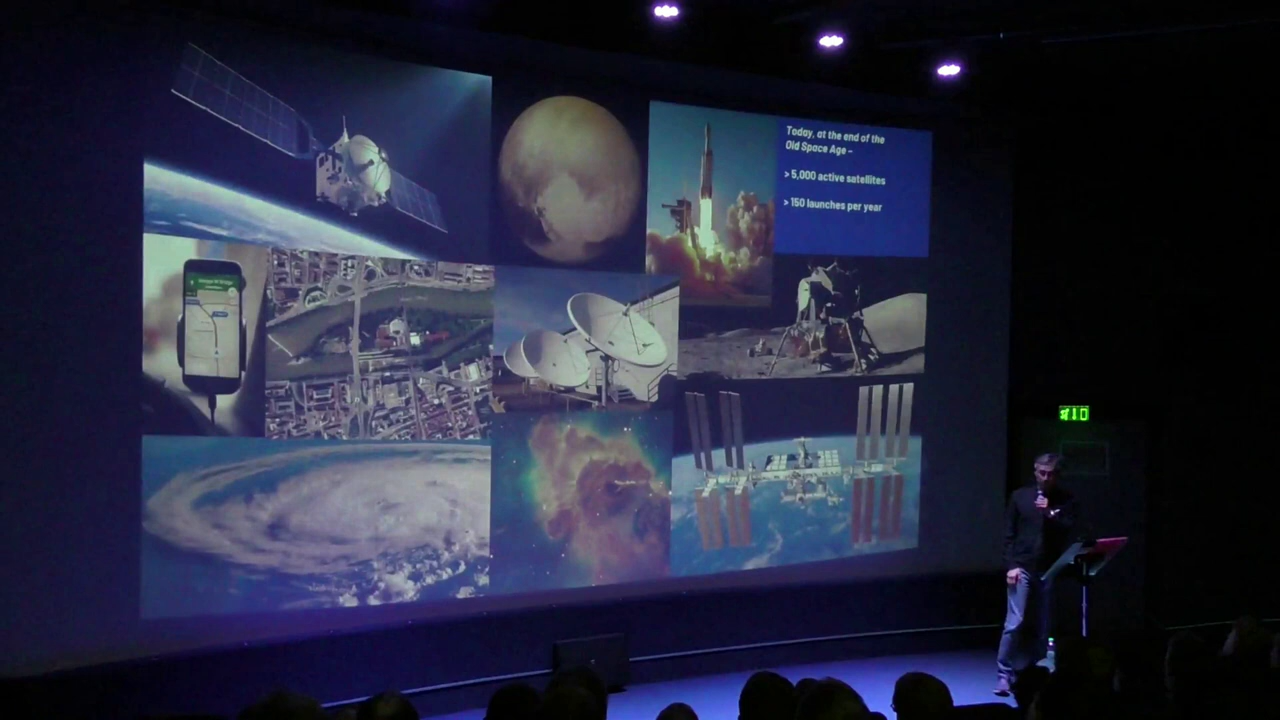 Today, at the end of the
Old Space Age –
> 5,000 active satellites
> 150 launches per year